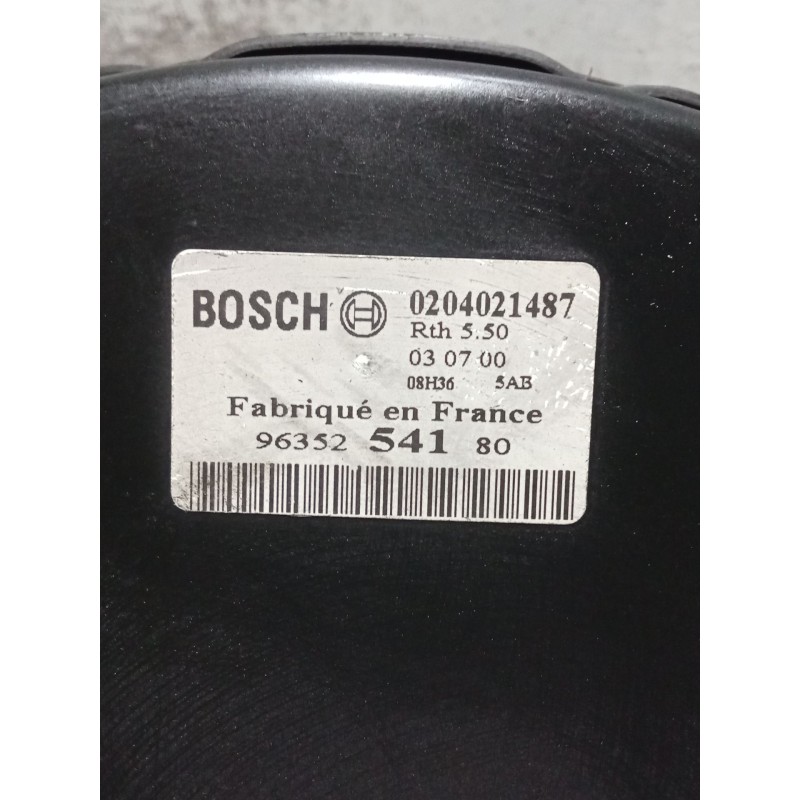 BOSCH 0204021487
Rth 5.50
03 07 00
08H36 5AB
Fabriqué en France
96352 541 80